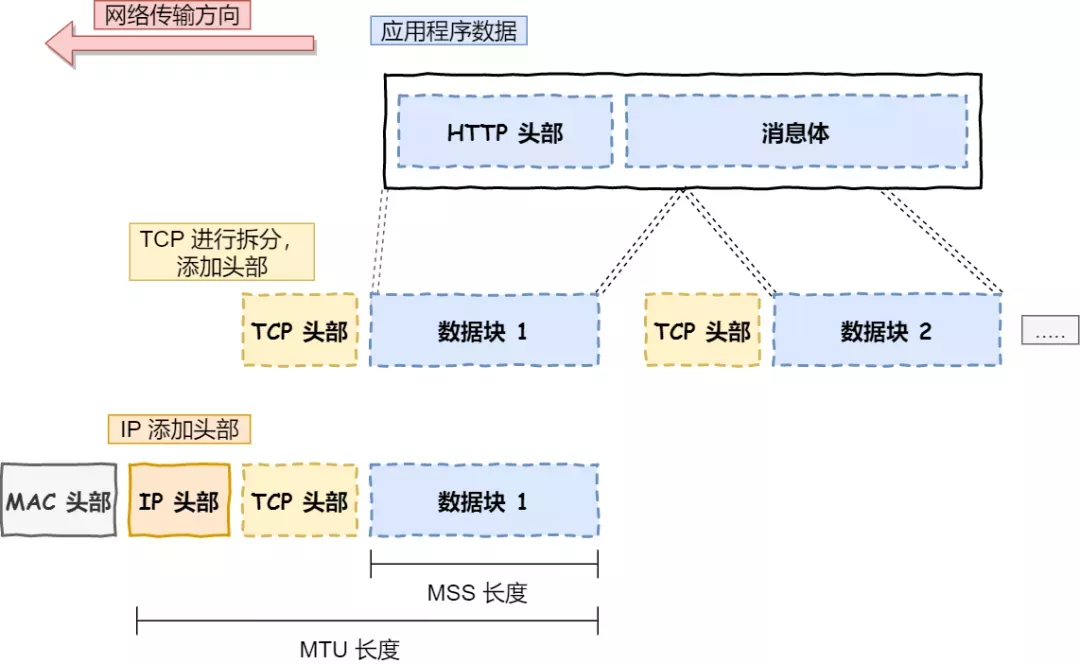 网络传输方向
应用程序数据
HTTP 头部
消息体
TCP 进行拆分，
添加头部
TCP 头部
数据块 1
TCP 头部
数据块 2
.....
IP 添加头部
MAC 头部
IP 头部
TCP 头部
数据块 1
MSS 长度
MTU 长度